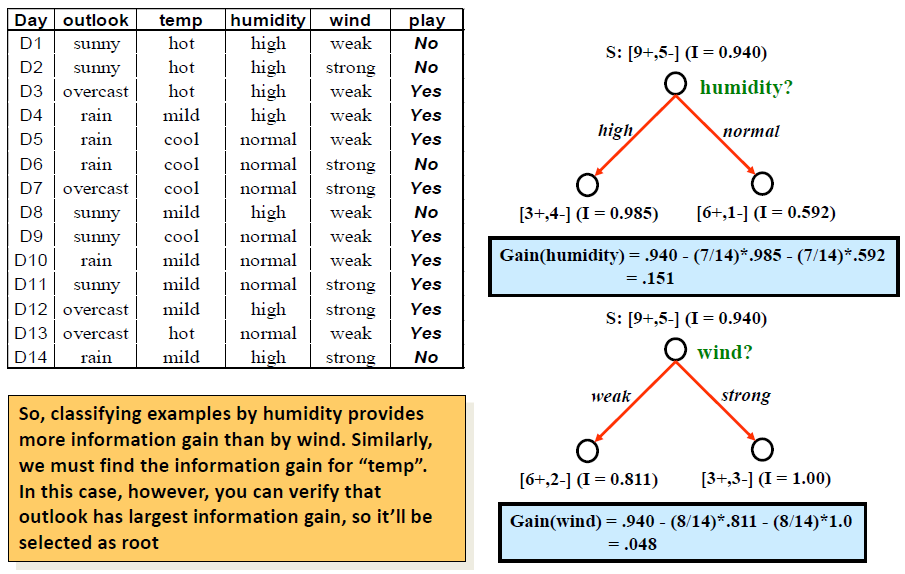 Day outlook temp humidity wind play
D1 sunny hot high weak No
D2 sunny hot high strong No
D3 overcast hot high weak Yes
D4 rain mild high weak Yes
D5 rain cool normal weak Yes
D6 rain cool normal strong No
D7 overcast cool normal strong Yes
D8 sunny mild high weak No
D9 sunny cool normal weak Yes
D10 rain mild normal weak Yes
D11 sunny mild normal strong Yes
D12 overcast mild high strong Yes
D13 overcast hot normal weak Yes
D14 rain mild high strong No
So, classifying examples by humidity provides
more information gain than by wind. Similarly,
we must find the information gain for “temp”.
In this case, however, you can verify that
outlook has largest information gain, so it’ll be
selected as root
S: [9+,5-] (I = 0.940)
humidity?
high normal
[3+,4-] (I = 0.985) [6+,1-] (I = 0.592)
Gain(humidity) = .940 - (7/14)*.985 - (7/14)*.592
= .151
S: [9+,5-] (I = 0.940)
wind?
weak strong
[6+,2-] (I = 0.811) [3+,3-] (I = 1.00)
Gain(wind) = .940 - (8/14)*.811 - (8/14)*1.0
= .048